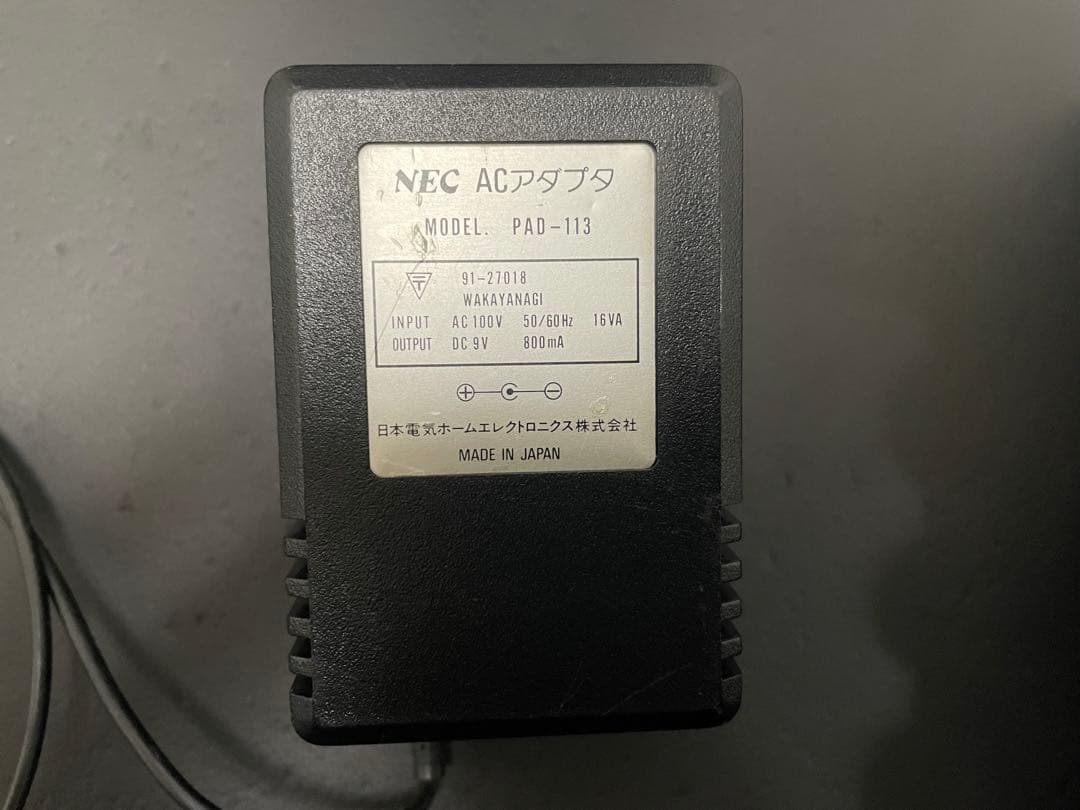 NEC ACアダプタ
MODEL. PAD-113
91-27018
WAKAYANAGI
INPUT AC 100V 50/60Hz 16VA
OUTPUT DC 9V 800mA
日本電気ホームエレクトロニクス株式会社
MADE IN JAPAN